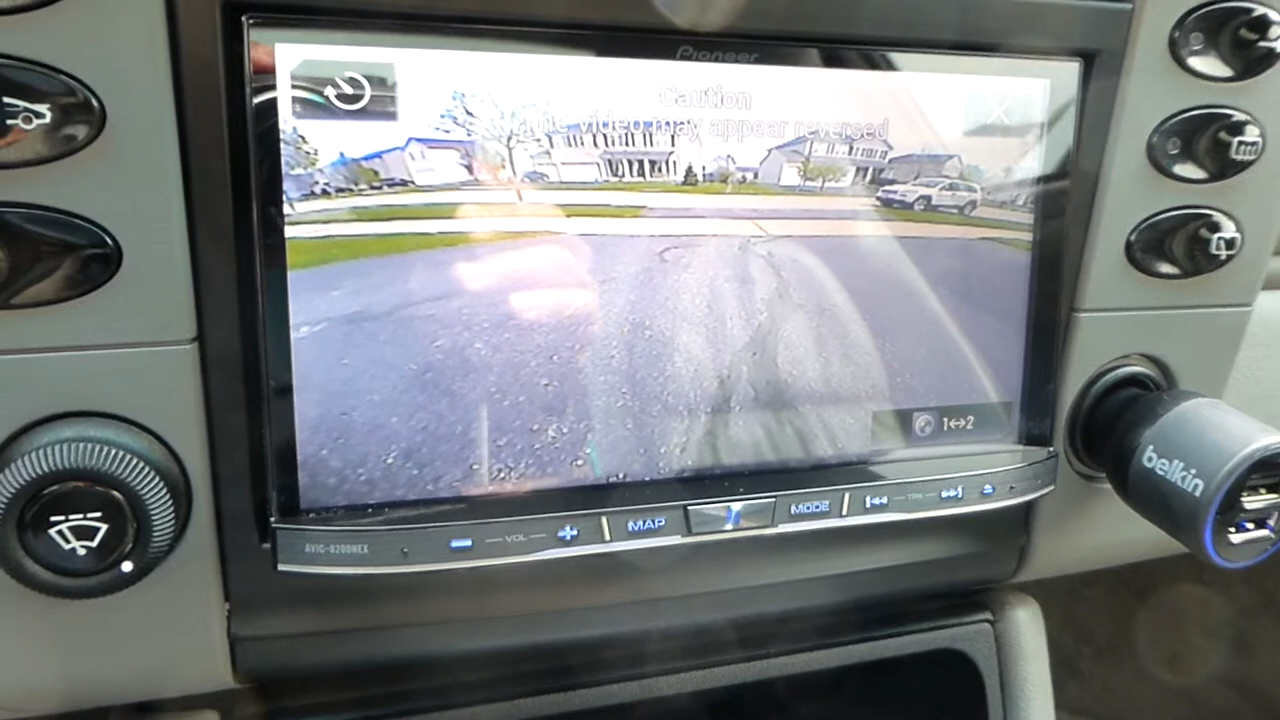 Pioneer
Caution
The video may appear reversed
1↔2
AVIC-8200NEX
VOL
MAP
MODE
TRK
belkin